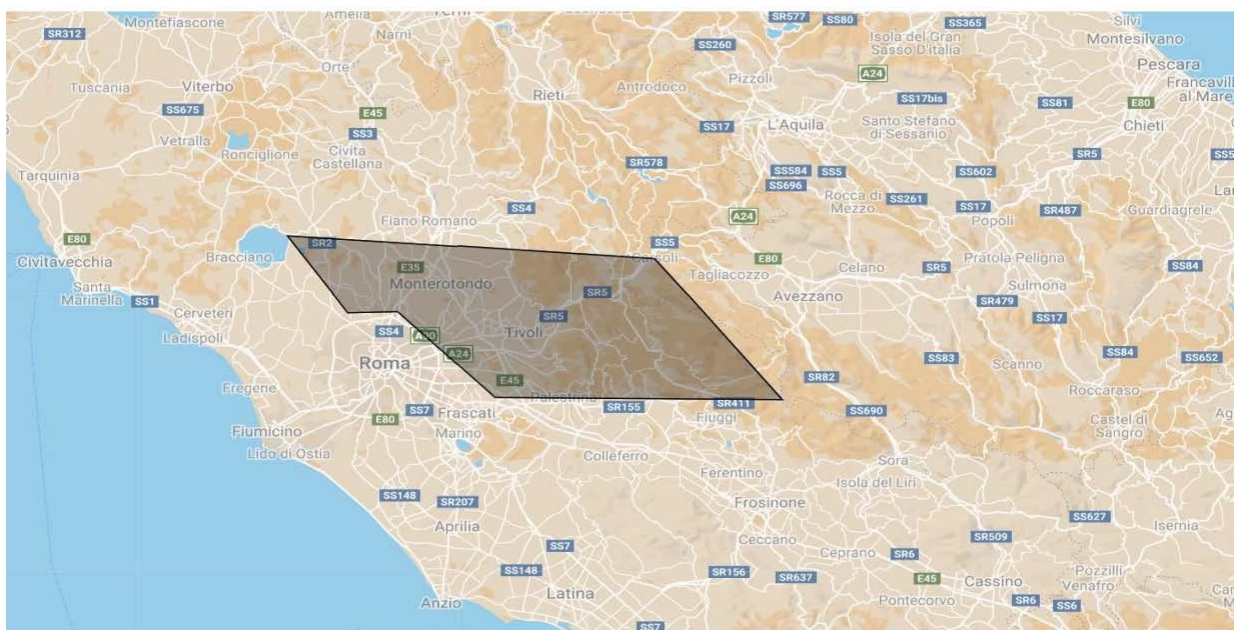 Montefiascone
Amelia
Terni
SR577
SS80
SS365
Silvi
SR312
Narni
SS260
Isola del Gran
Sasso D'italia
Montesilvano
Orte
Pescara
Tuscania
Viterbo
Rieti
Antrodoco
Pizzoli
A24
Francavill
al Mare
SS675
E45
SS17bis
SS81
E80
SS3
SS17
L'Aquila
Santo Stefano
di Sessanio
Chieti
Vetralla
Ronciglione
Civita
Castellana
SR578
SR5
SS5
Tarquinia
SS584
SS5
SS602
SS696
Rocca di
Mezzo
SS261
SS17
SR487
Guardiagrele
Lar
Fiano Romano
SS4
A24
Popoli
E80
SR2
SS5
Civitavecchia
Bracciano
E35
Carsoli
E80
Celano
SR5
Pratola Peligna
SS84
Monterotondo
Tagliacozzo
Sulmona
Santa
Marinella
SS1
SR5
Avezzano
SR479
Cerveteri
SR5
SS17
Ladispoli
SS4
A90
Tivoli
Roma
A24
SS83
Scanno
SS84
SS652
Fregene
E45
SR82
Roccaraso
SS7
Frascati
Palestrina
SR155
SR411
Fiuggi
SS690
Castel di
Sangro
Ag
Fiumicino
E80
Marino
Lido di Ostia
Colleferro
Ferentino
Sora
Isola del Liri
SS148
SR207
Frosinone
SS627
Isernia
Aprilia
SS7
Ceccano
SR509
Ceprano
SR6
SS148
SR156
SR637
E45
Cassino
Pozzilli
Venafro
Anzio
Latina
Pontecorvo
SR6
SS6
SS7